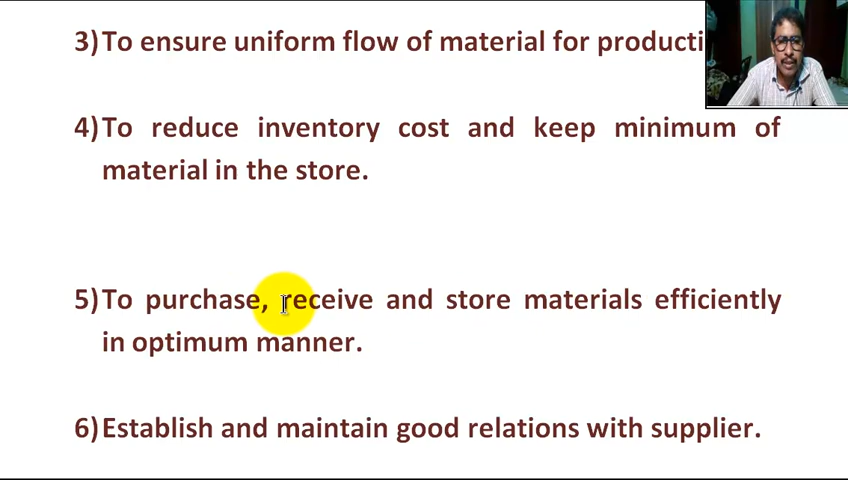 3) To ensure uniform flow of material for producti
4) To reduce inventory cost and keep minimum of
material in the store.
5) To purchase, receive and store materials efficiently
in optimum manner.
6) Establish and maintain good relations with supplier.